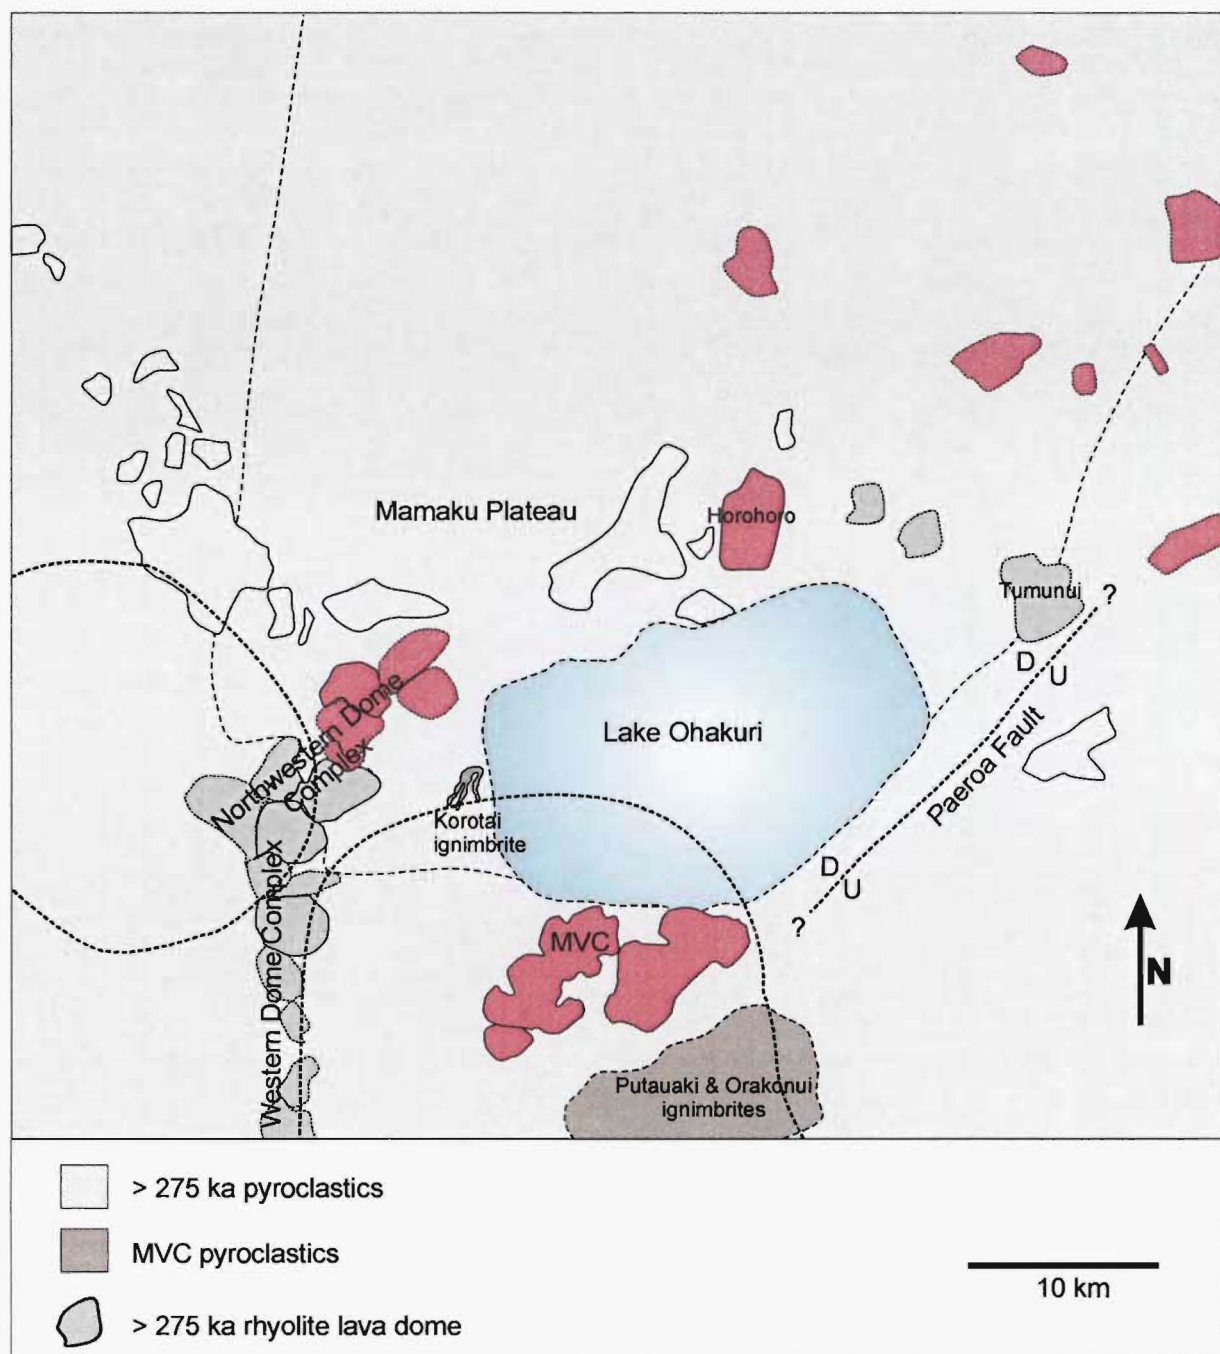 Mamaku Plateau
Horohoro
Tumunui
?
D
U
Northwestern Dome
Complex
Lake Ohakuri
Paeroa Fault
Korotai
ignimbrite
D
U
?
Western Dome Complex
MVC
N
Putauaki & Orakonui
ignimbrites
> 275 ka pyroclastics
MVC pyroclastics
> 275 ka rhyolite lava dome
10 km